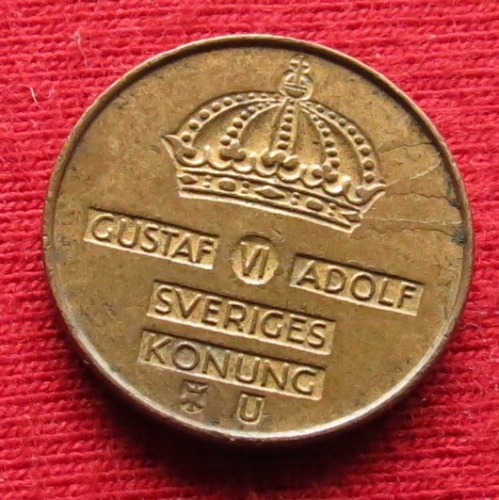 GUSTAF VI ADOLF
SVERIGES
KONUNG
U